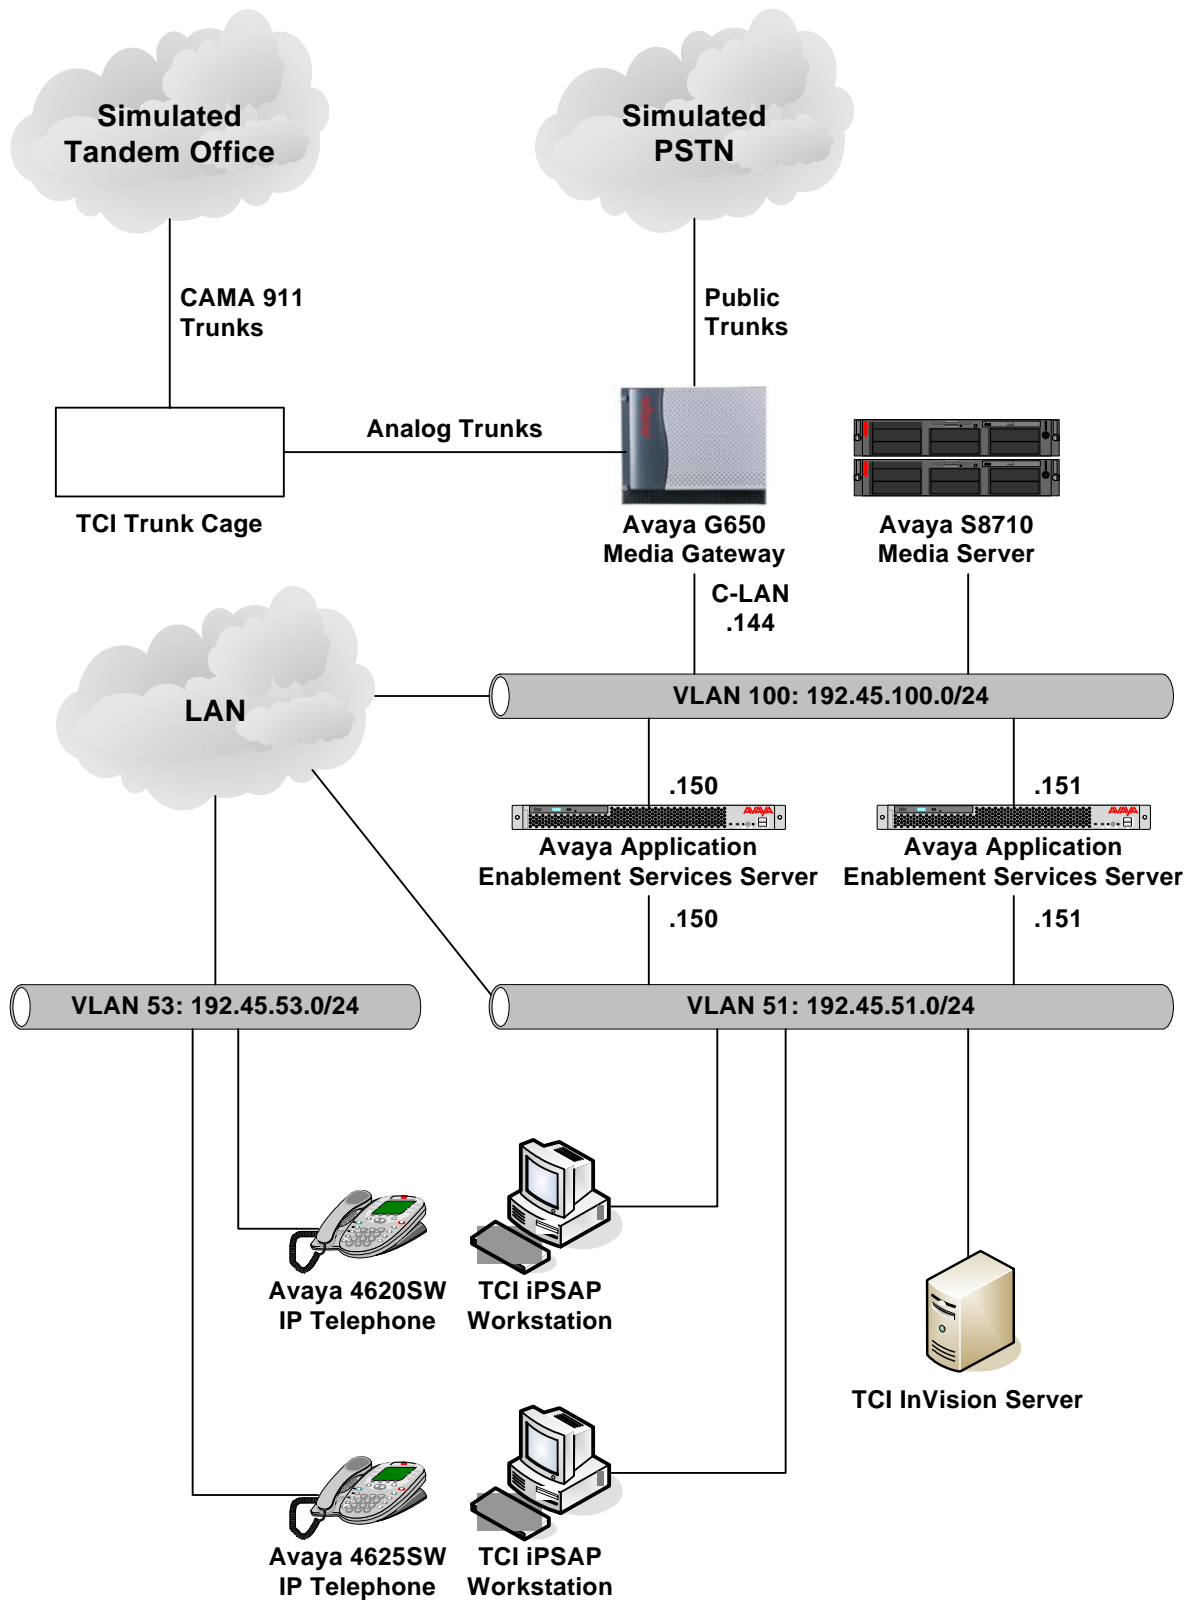 Simulated
Tandem Office
Simulated
PSTN
CAMA 911
Trunks
Public
Trunks
Analog Trunks
TCI Trunk Cage
Avaya G650
Media Gateway
Avaya S8710
Media Server
C-LAN
.144
LAN
VLAN 100: 192.45.100.0/24
.150
.151
AVAYA
AVAYA
Avaya Application
Enablement Services Server
Avaya Application
Enablement Services Server
.150
.151
VLAN 53: 192.45.53.0/24
VLAN 51: 192.45.51.0/24
Avaya 4620SW
IP Telephone
TCI iPSAP
Workstation
TCI InVision Server
Avaya 4625SW
IP Telephone
TCI iPSAP
Workstation